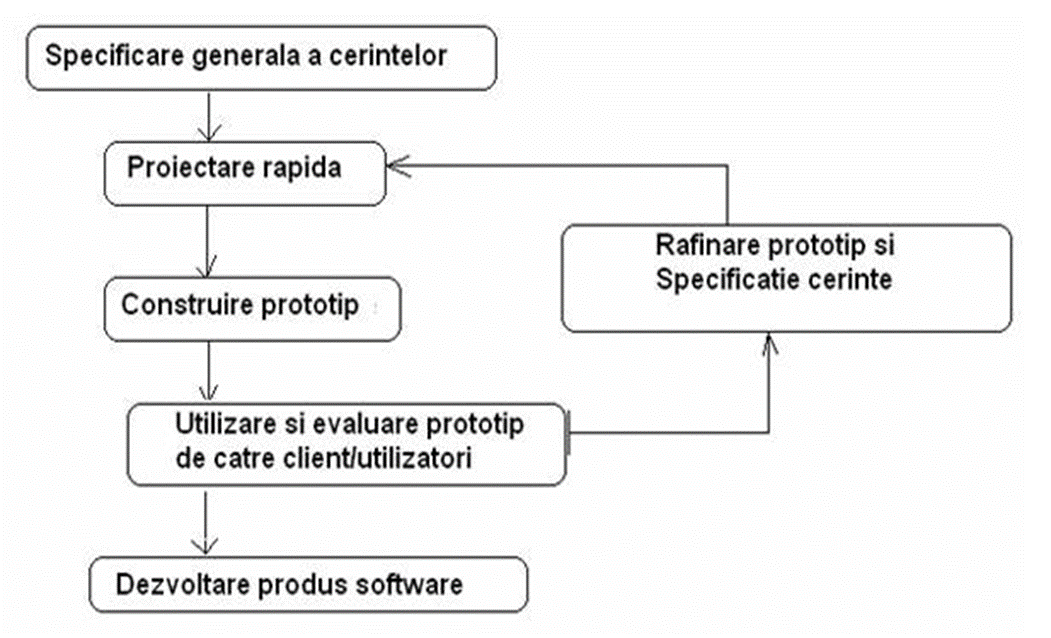 Specificare generala a cerintelor
Proiectare rapida
Rafinare prototip si
Specificatie cerinte
Construire prototip
Utilizare si evaluare prototip
de catre client/utilizatori
Dezvoltare produs software